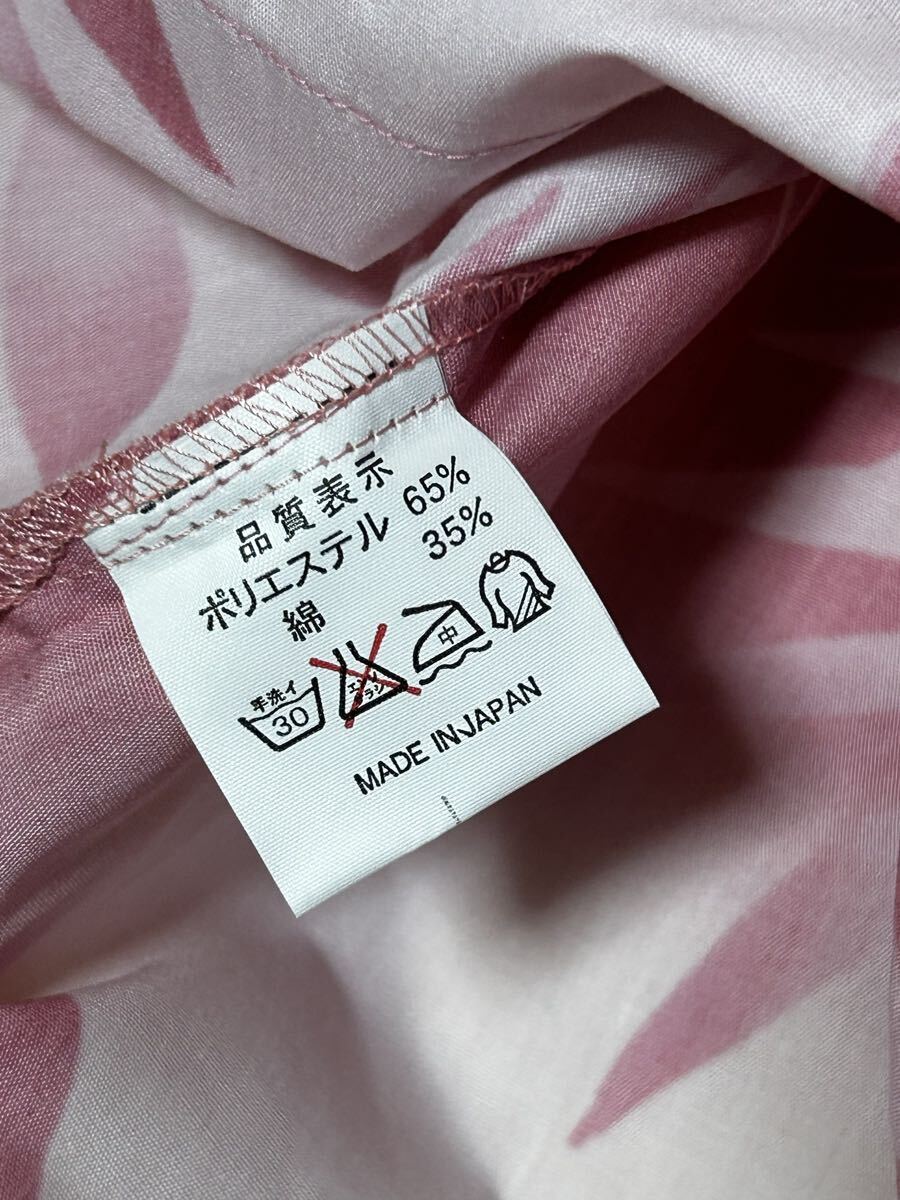 品質表示
ポリエステル 65%
綿 35%
手洗イ
30
エンソ
サラシ
中
MADE IN JAPAN